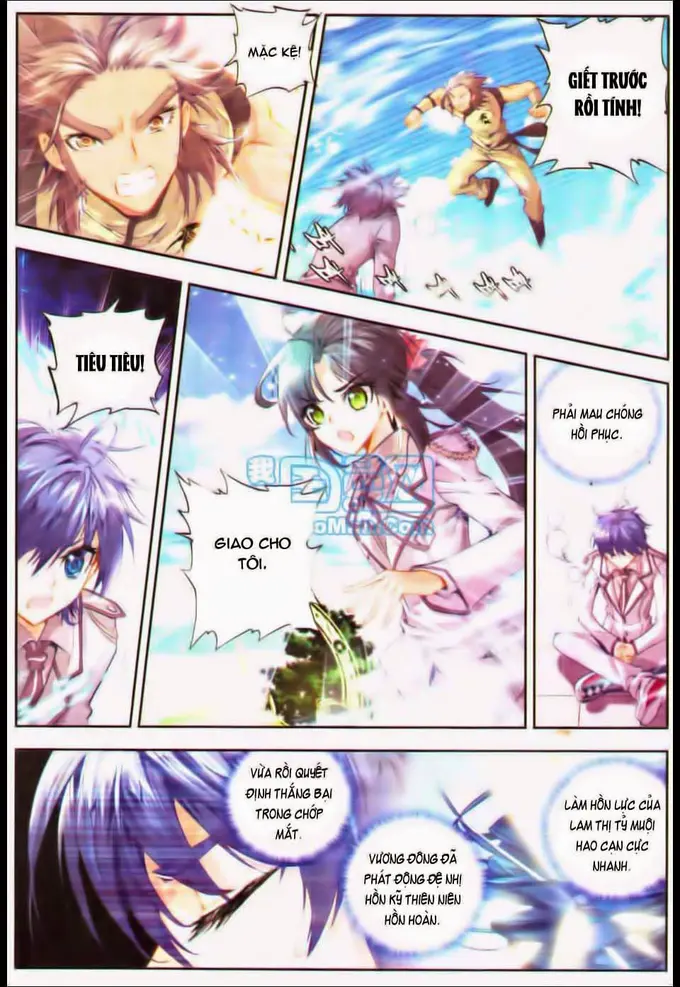 MẶC KỆ!
GIẾT TRƯỚC
RỒI TÍNH!
TIÊU TIÊU!
GIAO CHO
TÔI.
PHẢI MAU CHÓNG
HỒI PHỤC.
VỪA RỒI QUYẾT
ĐỊNH THẮNG BẠI
TRONG CHỚP
MẮT.
VƯƠNG ĐÔNG ĐÃ
PHÁT ĐỘNG ĐỆ NHỊ
HỒN KỸ THIÊN NIÊN
HỒN HOÀN.
LÀM HỒN LỰC CỦA
LAM THỊ TỶ MUỘI
HAO CẠN CỰC
NHANH.